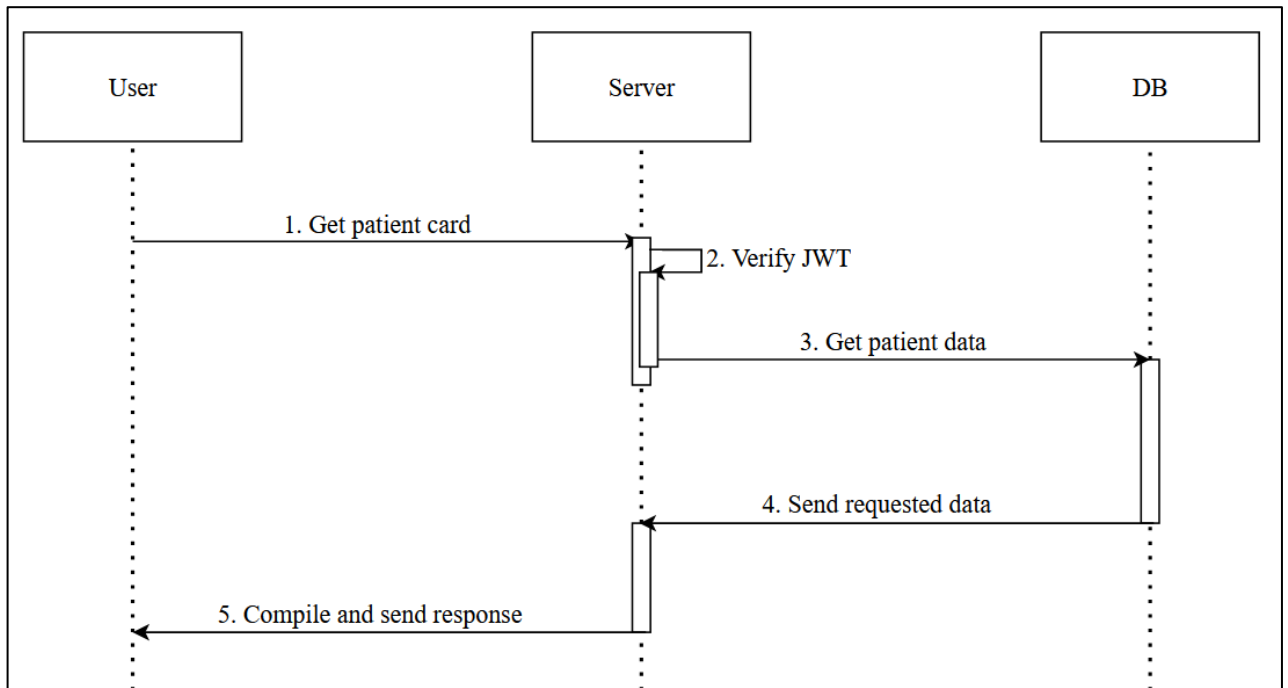 User
Server
DB
1. Get patient card
2. Verify JWT
3. Get patient data
4. Send requested data
5. Compile and send response